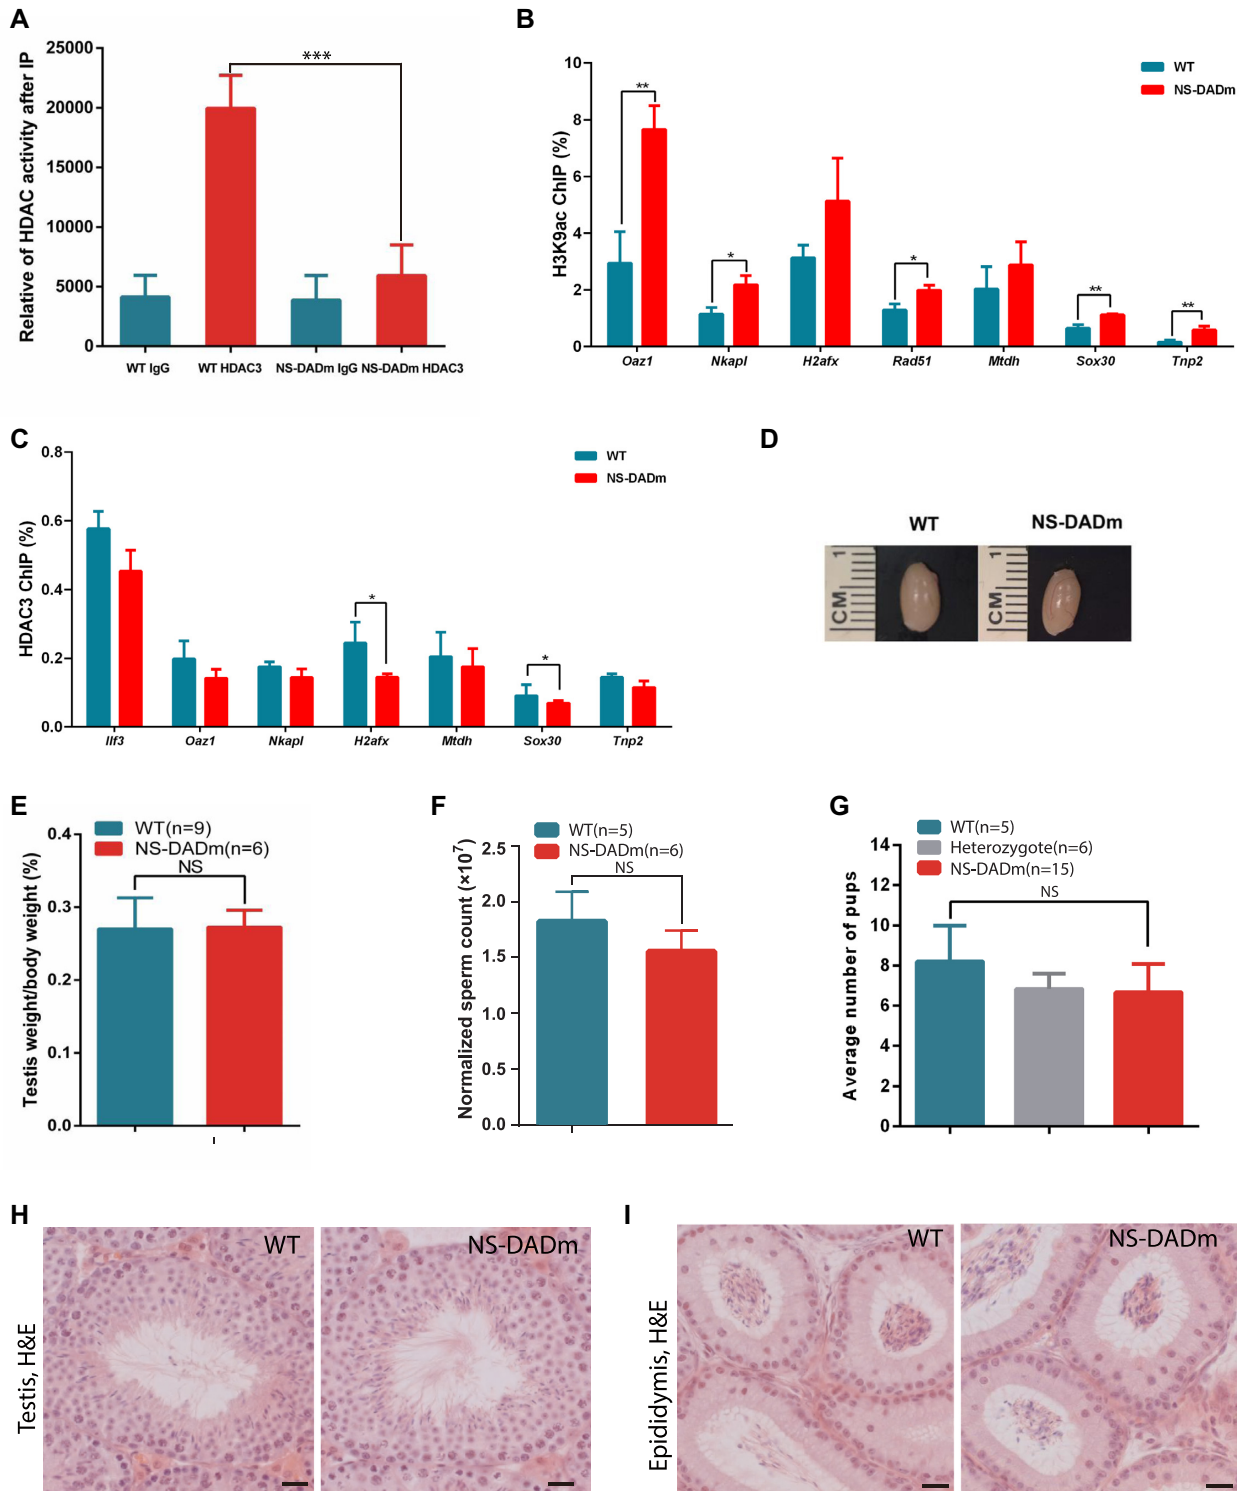 A
Relative of HDAC activity after IP
25000
20000
15000
10000
5000
0
***
WT IgG
WT HDAC3
NS-DADm IgG
NS-DADm HDAC3
B
H3K9ac ChIP (%)
10
8
6
4
2
0
**
*
*
**
**
WT
NS-DADm
Oaz1
Nkapl
H2afx
Rad51
Mtdh
Sox30
Tnp2
C
HDAC3 ChIP (%)
0.8
0.6
0.4
0.2
0.0
*
*
WT
NS-DADm
Ilf3
Oaz1
Nkapl
H2afx
Mtdh
Sox30
Tnp2
D
WT
NS-DADm
CM
1
CM
1
E
Testis weight/body weight (%)
0.4
0.3
0.2
0.1
0.0
WT(n=9)
NS-DADm(n=6)
NS
F
Normalized sperm count (×10⁷)
2.5
2.0
1.5
1.0
0.5
0.0
WT(n=5)
NS-DADm(n=6)
NS
G
Average number of pups
14
12
10
8
6
4
2
0
WT(n=5)
Heterozygote(n=6)
NS-DADm(n=15)
NS
H
Testis, H&E
WT
NS-DADm
I
Epididymis, H&E
WT
NS-DADm